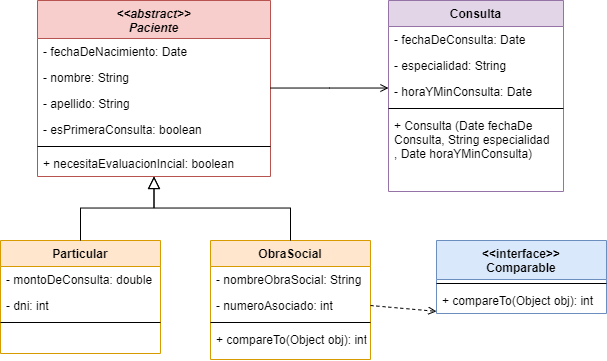 <<abstract>>
Paciente
- fechaDeNacimiento: Date
- nombre: String
- apellido: String
- esPrimeraConsulta: boolean
+ necesitaEvaluacionIncial: boolean
Consulta
- fechaDeConsulta: Date
- especialidad: String
- horaYMinConsulta: Date
+ Consulta (Date fechaDe
Consulta, String especialidad
, Date horaYMinConsulta)
Particular
- montoDeConsulta: double
- dni: int
ObraSocial
- nombreObraSocial: String
- numeroAsociado: int
+ compareTo(Object obj): int
<<interface>>
Comparable
+ compareTo(Object obj): int